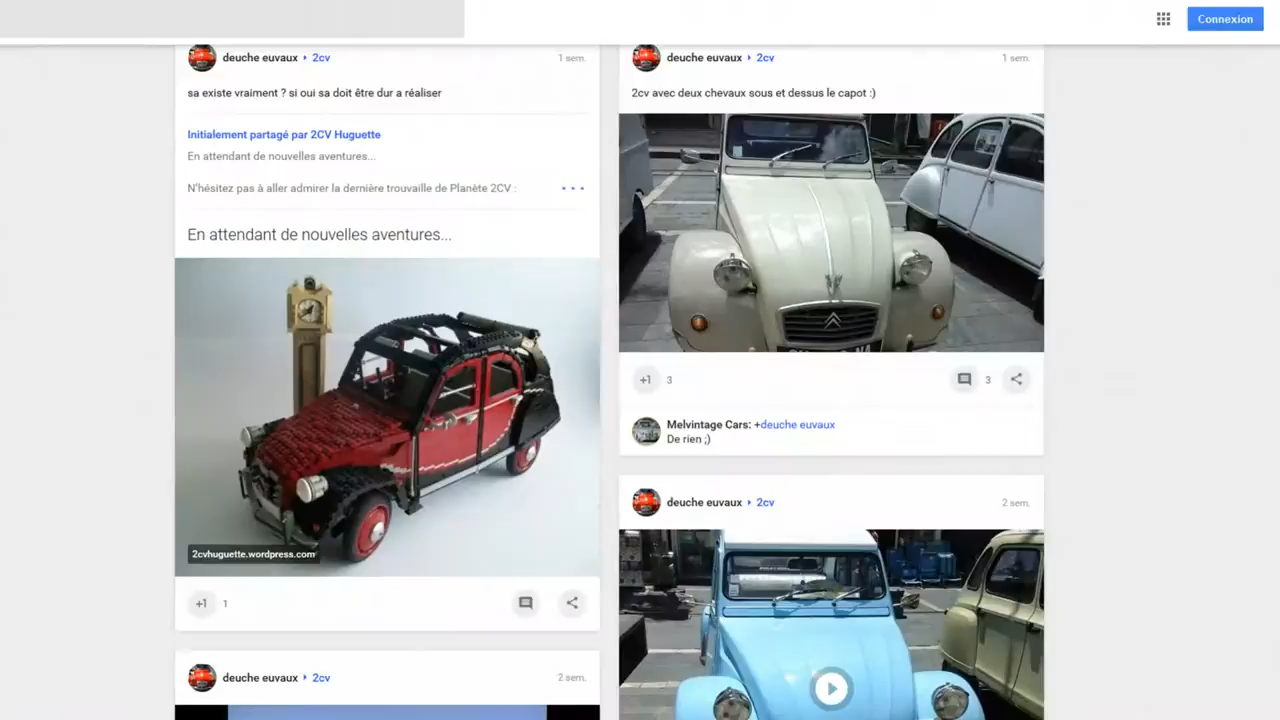 Connexion
deuche euvaux ‣ 2cv
1 sem.
sa existe vraiment ? si oui sa doit être dur a réaliser
Initialement partagé par 2CV Huguette
En attendant de nouvelles aventures...
N'hésitez pas à aller admirer la dernière trouvaille de Planète 2CV :
En attendant de nouvelles aventures...
2cvhuguette.wordpress.com
+1
1
deuche euvaux ‣ 2cv
2 sem.
deuche euvaux ‣ 2cv
1 sem.
2cv avec deux chevaux sous et dessus le capot :)
+1
3
3
Melvintage Cars: +deuche euvaux
De rien ;)
deuche euvaux ‣ 2cv
2 sem.